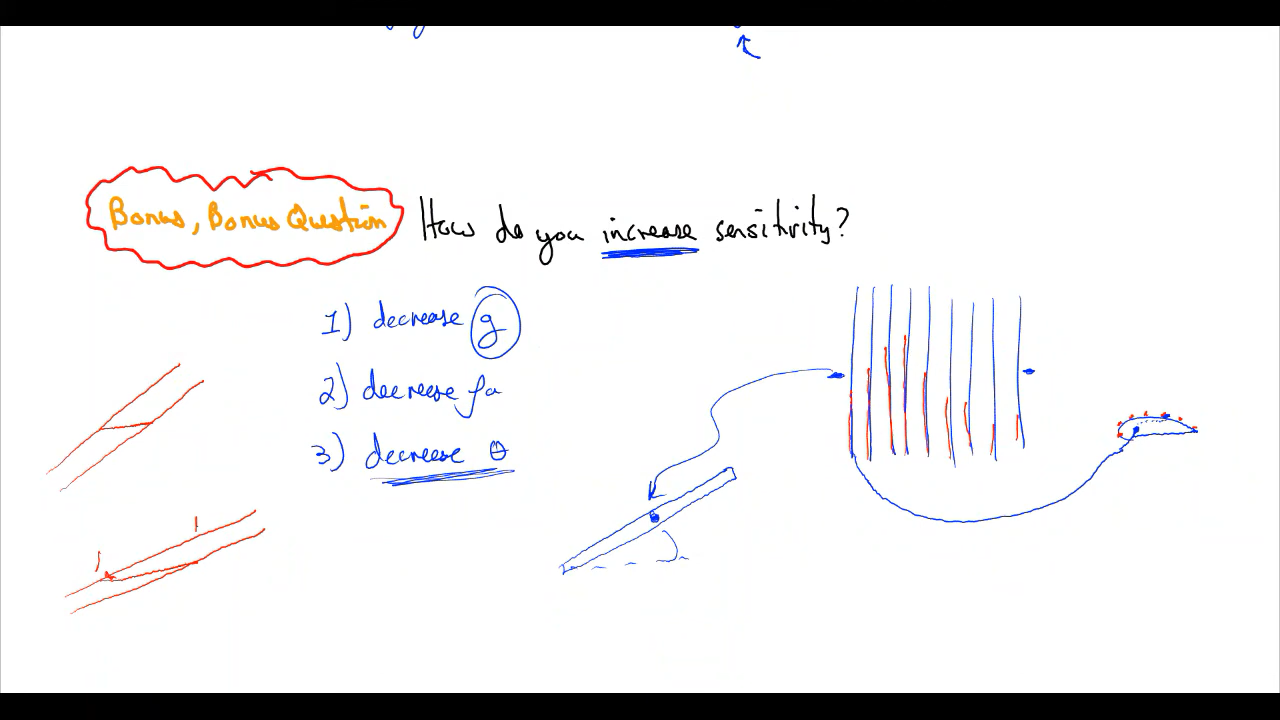 Bonus, Bonus Question How do you increase sensitivity?
1) decrease g
2) decrease ρa
3) decrease θ